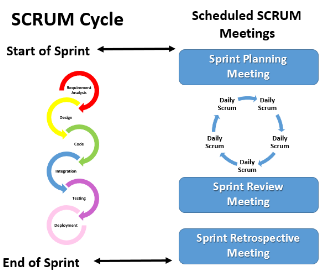 SCRUM Cycle
Scheduled SCRUM
Meetings
Start of Sprint
Sprint Planning
Meeting
Requirement
Analysis
Design
Code
Integration
Testing
Deployment
Daily
Scrum
Daily
Scrum
Daily
Scrum
Daily
Scrum
Daily
Scrum
Sprint Review
Meeting
Sprint Retrospective
Meeting
End of Sprint